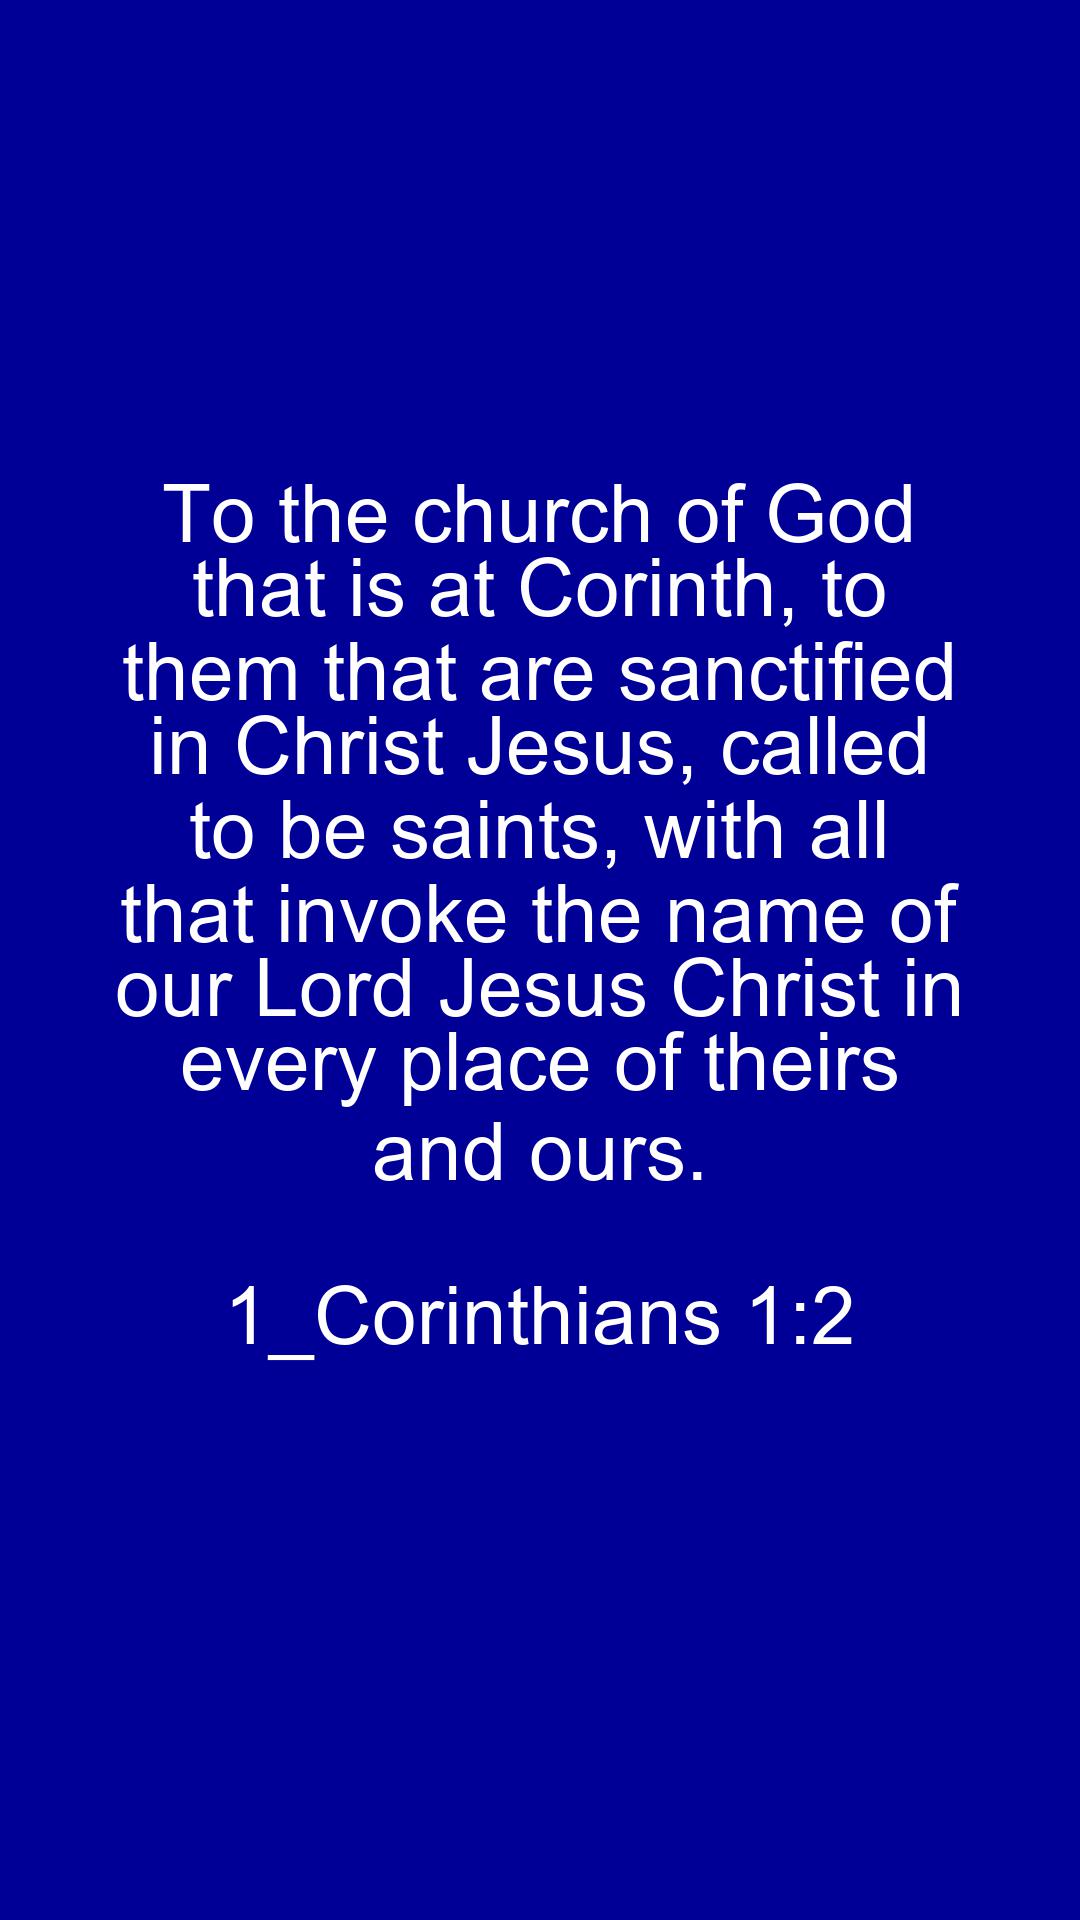 To the church of God
that is at Corinth, to
them that are sanctified
in Christ Jesus, called
to be saints, with all
that invoke the name of
our Lord Jesus Christ in
every place of theirs
and ours.
1_Corinthians 1:2